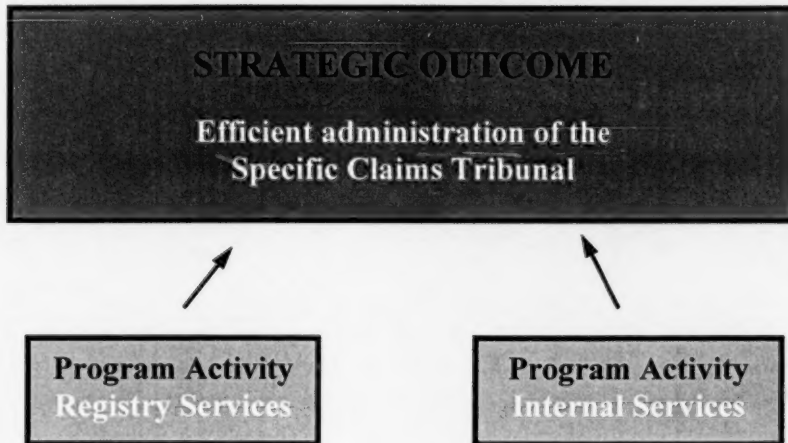 STRATEGIC OUTCOME
Efficient administration of the
Specific Claims Tribunal
Program Activity
Registry Services
Program Activity
Internal Services